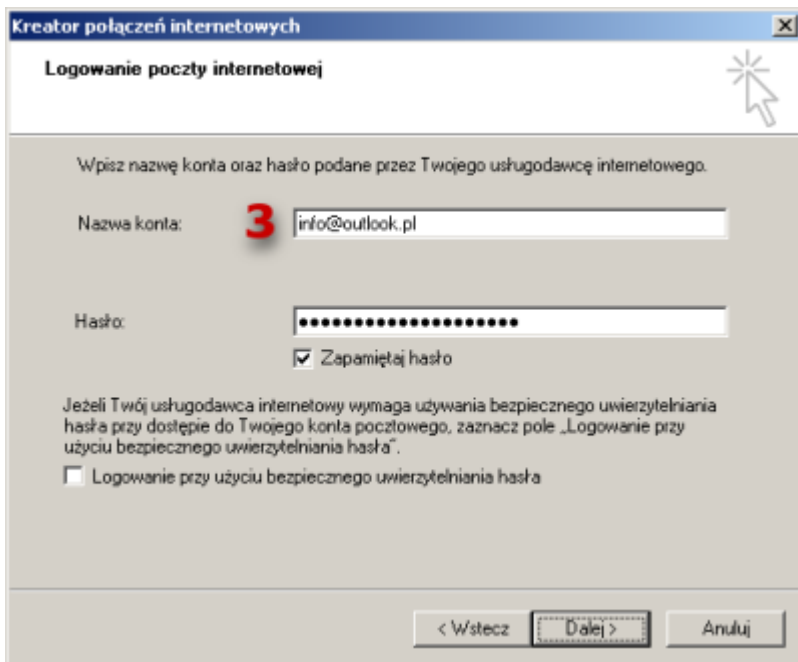 Kreator połączeń internetowych
Logowanie poczty internetowej
Wpisz nazwę konta oraz hasło podane przez Twojego usługodawcę internetowego.
Nazwa konta: 3 info@outlook.pl
Hasło: ●●●●●●●●●●●●●●●●●●●●
Zapamiętaj hasło
Jeżeli Twój usługodawca internetowy wymaga używania bezpiecznego uwierzytelniania
hasła przy dostępie do Twojego konta pocztowego, zaznacz pole „Logowanie przy
użyciu bezpiecznego uwierzytelniania hasła”.
Logowanie przy użyciu bezpiecznego uwierzytelniania hasła
< Wstecz Dalej > Anuluj